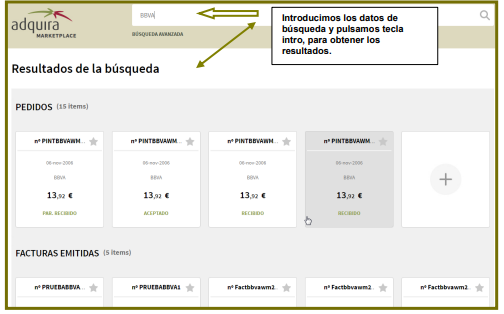 adquira
MARKETPLACE
BBVA
BÚSQUEDA AVANZADA
Introducimos los datos de
búsqueda y pulsamos tecla
intro, para obtener los
resultados.
Resultados de la búsqueda
PEDIDOS (15 items)
nº PINTBBVAWM... nº PINTBBVAWM... nº PINTBBVAWM... nº PINTBBVAWM...
06-nov-2006 06-nov-2006 06-nov-2006 06-nov-2006
BBVA BBVA BBVA BBVA
13,92 € 13,92 € 13,92 € 13,92 €
PAR. RECIBIDO ACEPTADO RECIBIDO RECIBIDO
FACTURAS EMITIDAS (5 items)
nº PRUEBABBVA... nº PRUEBABBVA1 nº Factbbvawm2... nº Factbbvawm2... nº Factbbvawm2...